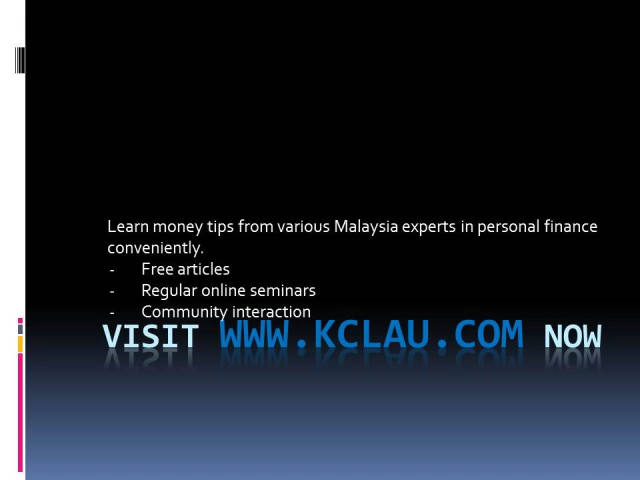 Learn money tips from various Malaysia experts in personal finance
conveniently.
- Free articles
- Regular online seminars
- Community interaction
VISIT WWW.KCLAU.COM NOW